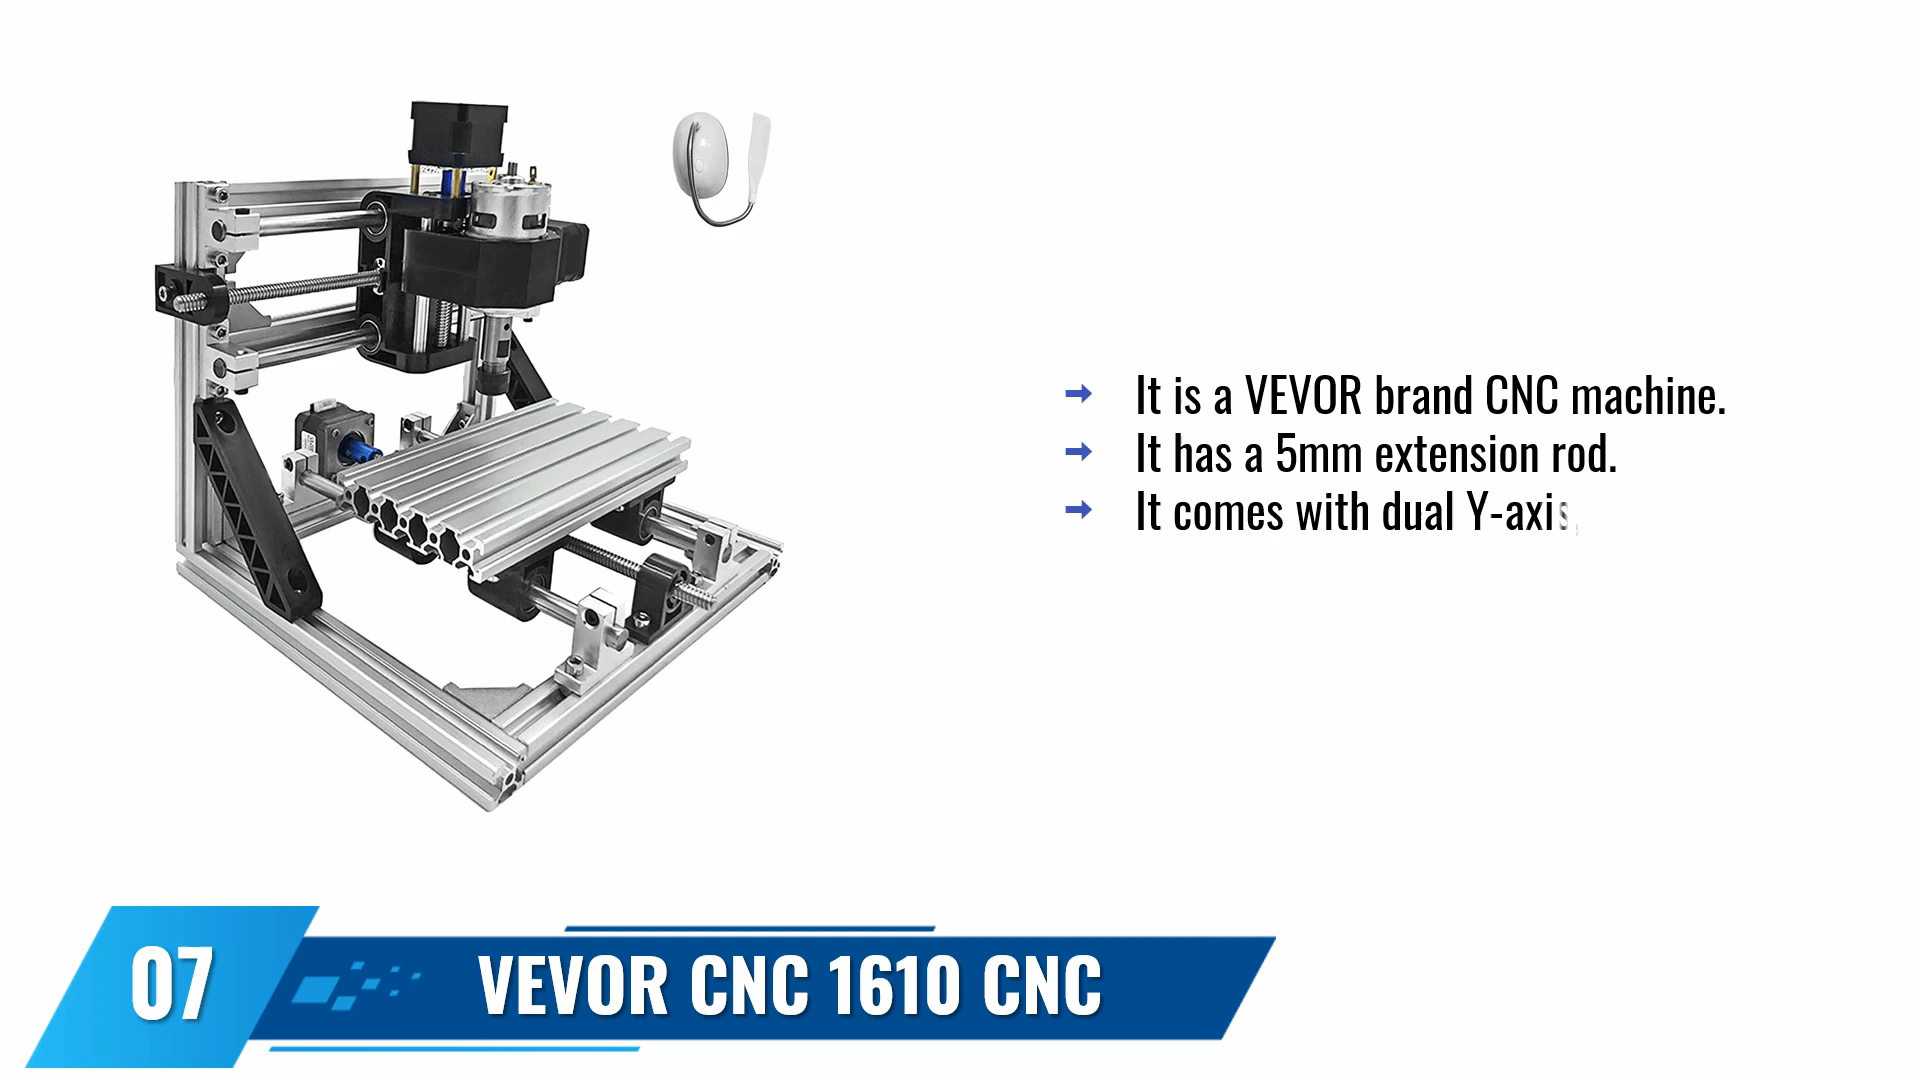 It is a VEVOR brand CNC machine.
It has a 5mm extension rod.
It comes with dual Y-axis.
07
VEVOR CNC 1610 CNC